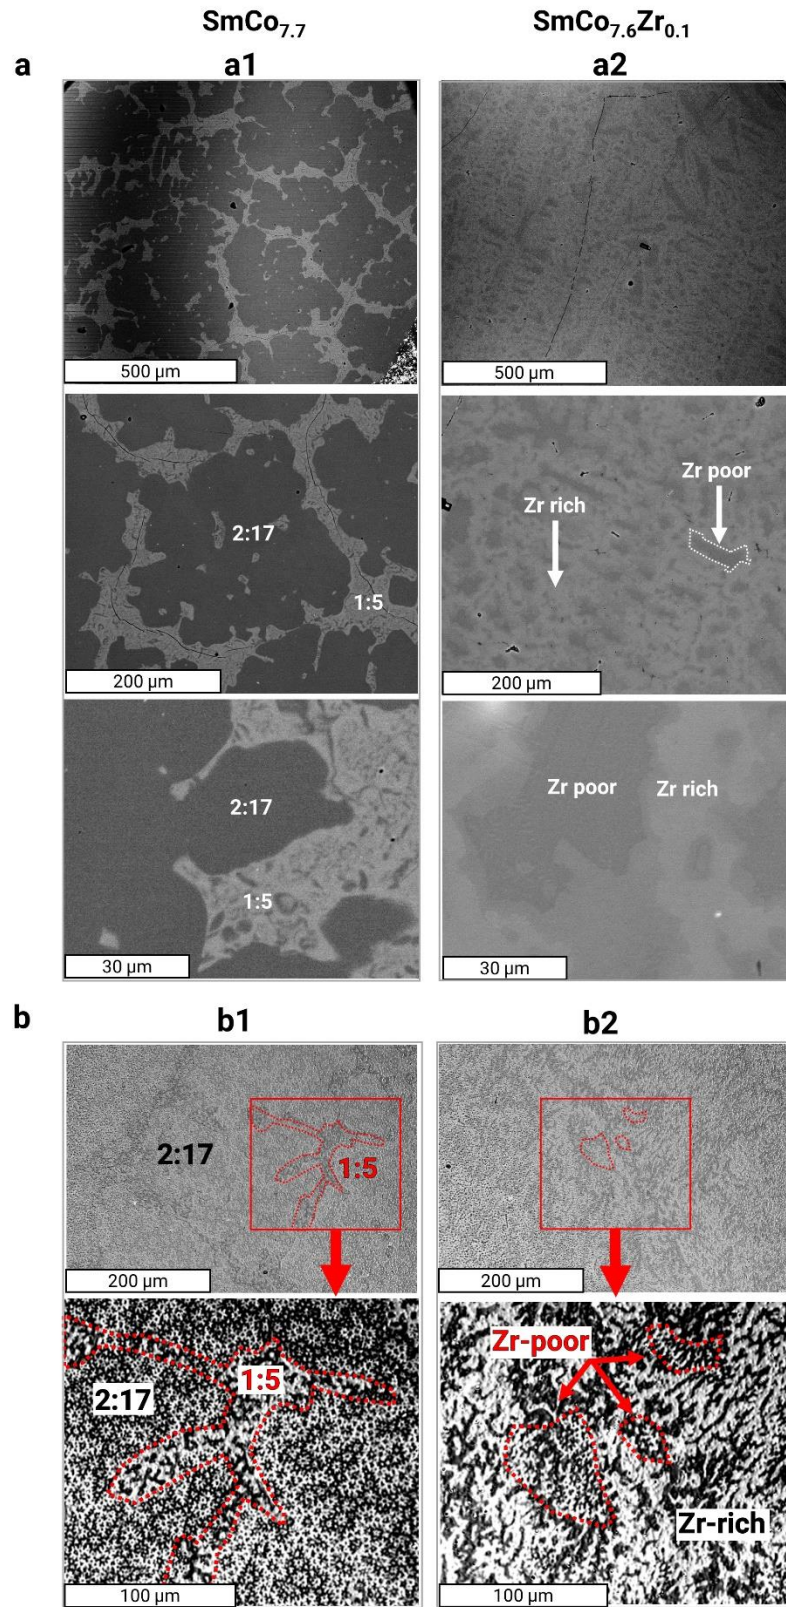 SmCo₇.₇
SmCo₇.₆Zr₀.₁
a
a1
a2
500 µm
500 µm
2:17
1:5
200 µm
Zr poor
Zr rich
200 µm
2:17
1:5
30 µm
Zr poor
Zr rich
30 µm
b
b1
b2
2:17
1:5
200 µm
200 µm
2:17
1:5
100 µm
Zr-poor
Zr-rich
100 µm